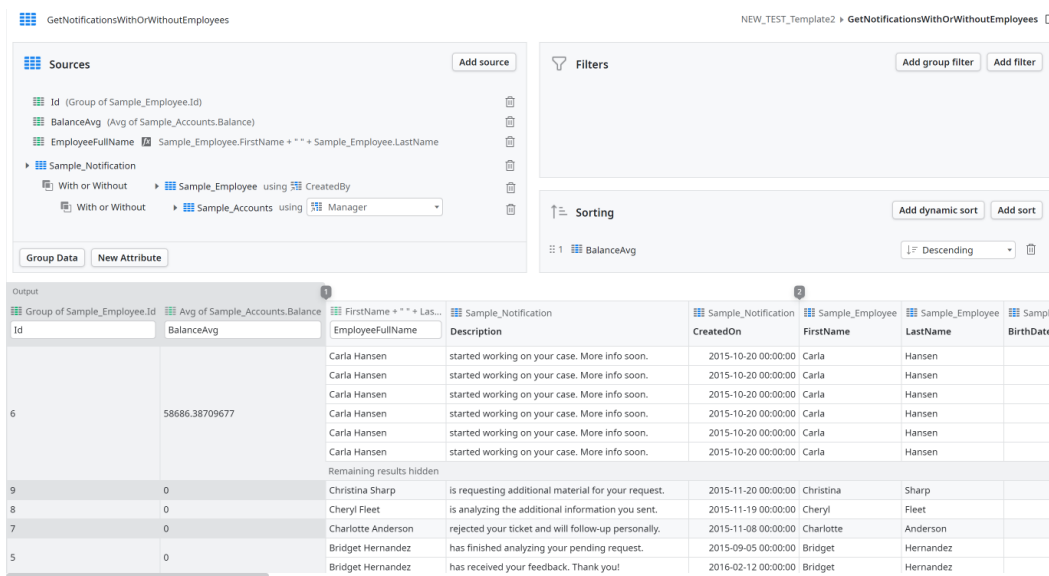 GetNotificationsWithOrWithoutEmployees
NEW_TEST_Template2 ▸ GetNotificationsWithOrWithoutEmployees
Sources
Add source
Id (Group of Sample_Employee.Id)
BalanceAvg (Avg of Sample_Accounts.Balance)
EmployeeFullName Sample_Employee.FirstName + " " + Sample_Employee.LastName
Sample_Notification
With or Without Sample_Employee using CreatedBy
With or Without Sample_Accounts using Manager
Group Data New Attribute
Filters
Add group filter Add filter
Sorting
Add dynamic sort Add sort
1 BalanceAvg Descending
Output
1 2
Group of Sample_Employee.Id Avg of Sample_Accounts.Balance FirstName + " " + Las... Sample_Notification Sample_Notification Sample_Employee Sample_Employee Sampl
Id BalanceAvg EmployeeFullName Description CreatedOn FirstName LastName BirthDate
Carla Hansen started working on your case. More info soon. 2015-10-20 00:00:00 Carla Hansen
Carla Hansen started working on your case. More info soon. 2015-10-20 00:00:00 Carla Hansen
Carla Hansen started working on your case. More info soon. 2015-10-20 00:00:00 Carla Hansen
6 58686.38709677 Carla Hansen started working on your case. More info soon. 2015-10-20 00:00:00 Carla Hansen
Carla Hansen started working on your case. More info soon. 2015-10-20 00:00:00 Carla Hansen
Carla Hansen started working on your case. More info soon. 2015-10-20 00:00:00 Carla Hansen
Remaining results hidden
9 0 Christina Sharp is requesting additional material for your request. 2015-11-20 00:00:00 Christina Sharp
8 0 Cheryl Fleet is analyzing the additional information you sent. 2015-11-19 00:00:00 Cheryl Fleet
7 0 Charlotte Anderson rejected your ticket and will follow-up personally. 2015-11-08 00:00:00 Charlotte Anderson
5 0 Bridget Hernandez has finished analyzing your pending request. 2015-09-05 00:00:00 Bridget Hernandez
Bridget Hernandez has received your feedback. Thank you! 2016-02-12 00:00:00 Bridget Hernandez